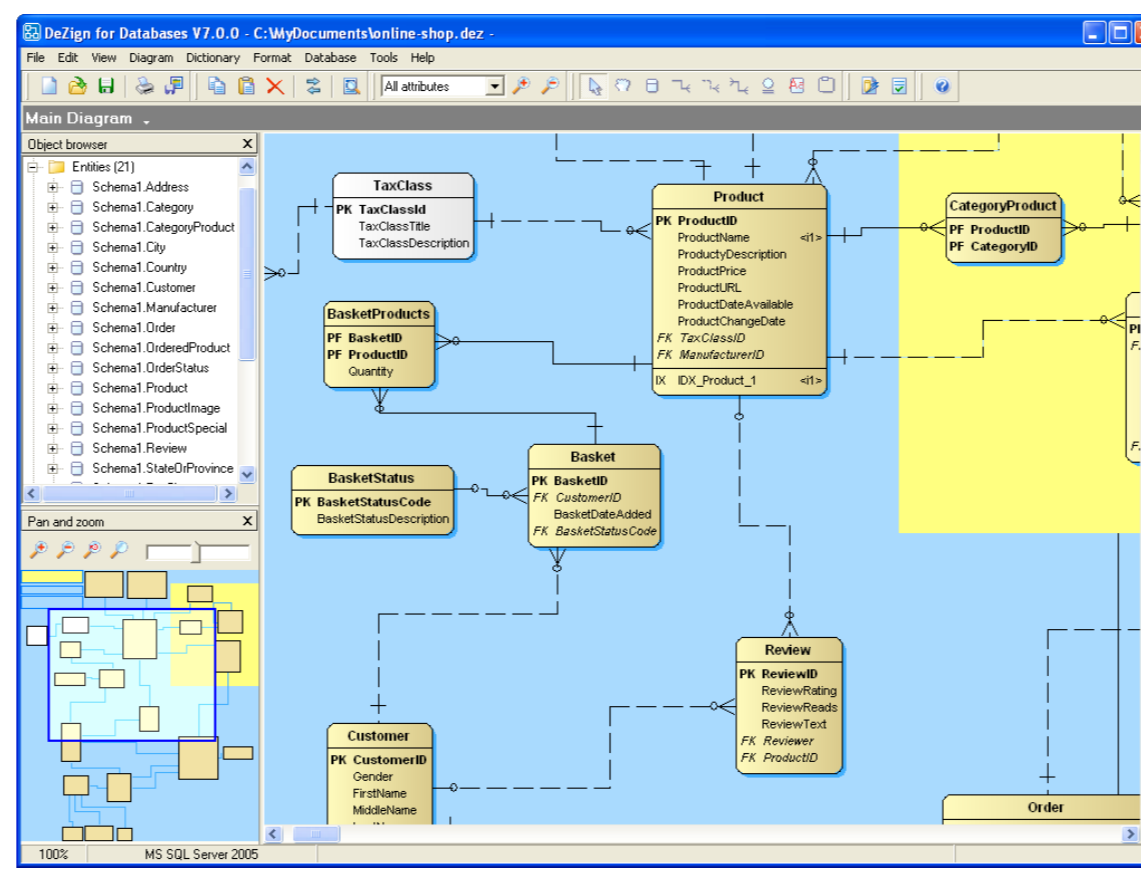 DeZign for Databases V7.0.0 - C:\MyDocuments\online-shop.dez -
File Edit View Diagram Dictionary Format Database Tools Help
All attributes
Main Diagram
Object browser X
Entities (21)
Schema1.Address
Schema1.Category
Schema1.CategoryProduct
Schema1.City
Schema1.Country
Schema1.Customer
Schema1.Manufacturer
Schema1.Order
Schema1.OrderedProduct
Schema1.OrderStatus
Schema1.Product
Schema1.ProductImage
Schema1.ProductSpecial
Schema1.Review
Schema1.StateOrProvince
Pan and zoom X
TaxClass
PK TaxClassId
TaxClassTitle
TaxClassDescription
Product
PK ProductID
ProductName <i1>
ProductyDescription
ProductPrice
ProductURL
ProductDateAvailable
ProductChangeDate
FK TaxClassID
FK ManufacturerID
IX IDX_Product_1 <i1>
CategoryProduct
PF ProductID
PF CategoryID
BasketProducts
PF BasketID
PF ProductID
Quantity
Basket
PK BasketID
FK CustomerID
BasketDateAdded
FK BasketStatusCode
BasketStatus
PK BasketStatusCode
BasketStatusDescription
Review
PK ReviewID
ReviewRating
ReviewReads
ReviewText
FK Reviewer
FK ProductID
Customer
PK CustomerID
Gender
FirstName
MiddleName
Order
100% MS SQL Server 2005